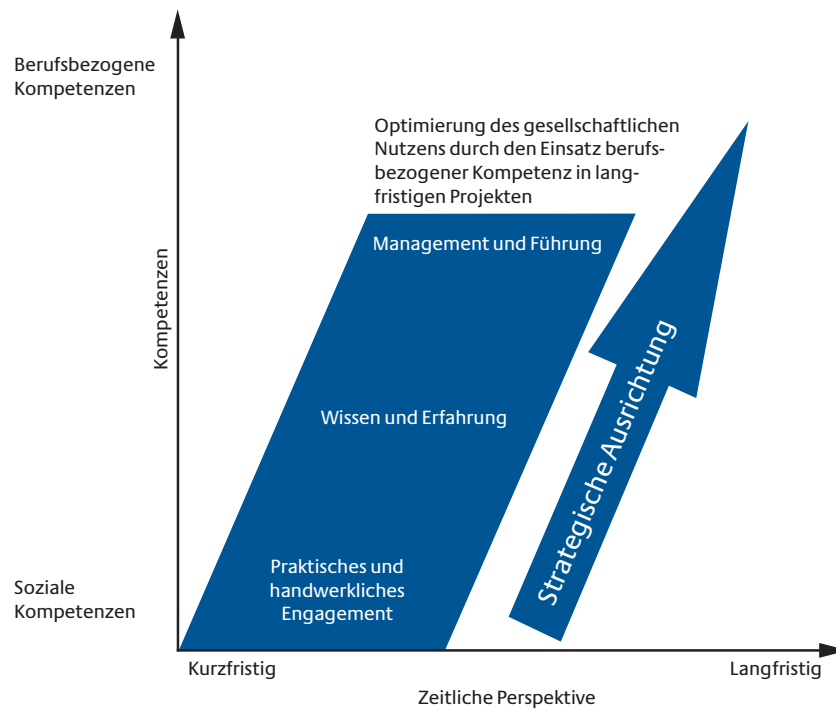 Berufsbezogene
Kompetenzen
Optimierung des gesellschaftlichen
Nutzens durch den Einsatz berufs-
bezogener Kompetenz in lang-
fristigen Projekten
Management und Führung
Kompetenzen
Strategische Ausrichtung
Wissen und Erfahrung
Praktisches und
handwerkliches
Engagement
Soziale
Kompetenzen
Kurzfristig
Langfristig
Zeitliche Perspektive